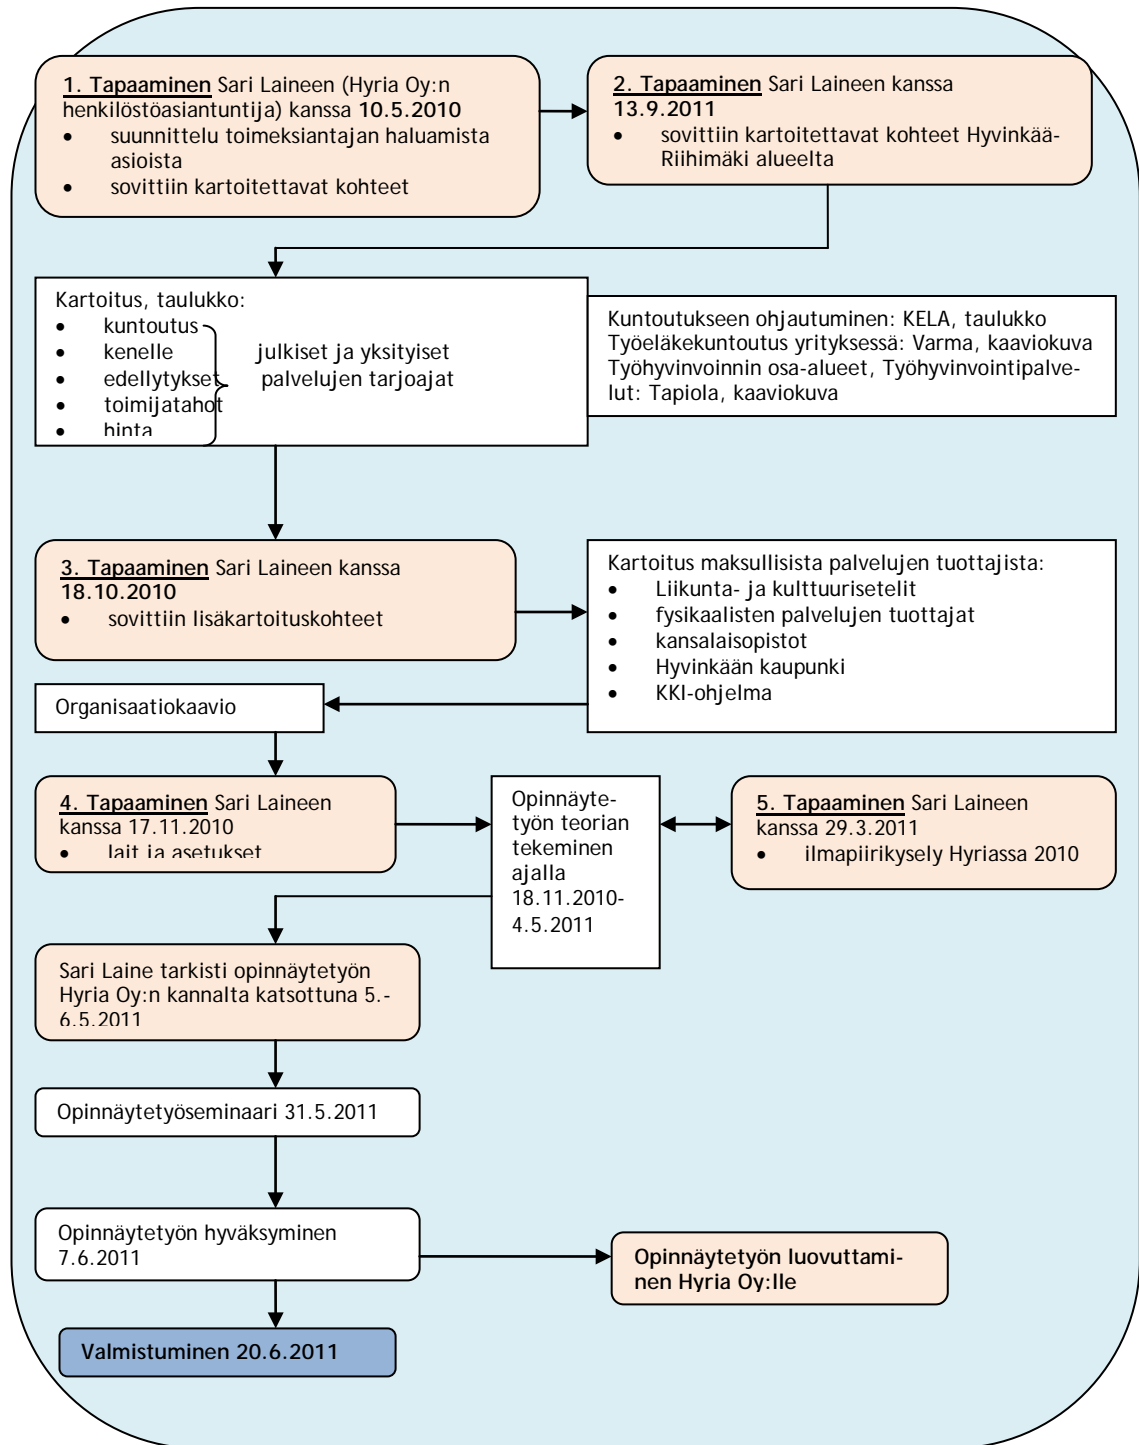 1. Tapaaminen Sari Laineen (Hyria Oy:n
henkilöstöasiantuntija) kanssa 10.5.2010
• suunnittelu toimeksiantajan haluamista
asioista
• sovittiin kartoitettavat kohteet
2. Tapaaminen Sari Laineen kanssa
13.9.2011
• sovittiin kartoitettavat kohteet Hyvinkää-
Riihimäki alueelta
Kartoitus, taulukko:
• kuntoutus
• kenelle
• edellytykset
• toimijatahot
• hinta
julkiset ja yksityiset
palvelujen tarjoajat
Kuntoutukseen ohjautuminen: KELA, taulukko
Työeläkekuntoutus yrityksessä: Varma, kaaviokuva
Työhyvinvoinnin osa-alueet, Työhyvinvointipalve-
lut: Tapiola, kaaviokuva
3. Tapaaminen Sari Laineen kanssa
18.10.2010
• sovittiin lisäkartoituskohteet
Kartoitus maksullisista palvelujen tuottajista:
• Liikunta- ja kulttuurisetelit
• fysikaalisten palvelujen tuottajat
• kansalaisopistot
• Hyvinkään kaupunki
• KKI-ohjelma
Organisaatiokaavio
4. Tapaaminen Sari Laineen
kanssa 17.11.2010
• lait ja asetukset
Opinnäyte-
työn teorian
tekeminen
ajalla
18.11.2010-
4.5.2011
5. Tapaaminen Sari Laineen
kanssa 29.3.2011
• ilmapiirikysely Hyriassa 2010
Sari Laine tarkisti opinnäytetyön
Hyria Oy:n kannalta katsottuna 5.-
6.5.2011
Opinnäytetyöseminaari 31.5.2011
Opinnäytetyön hyväksyminen
7.6.2011
Opinnäytetyön luovuttami-
nen Hyria Oy:lle
Valmistuminen 20.6.2011